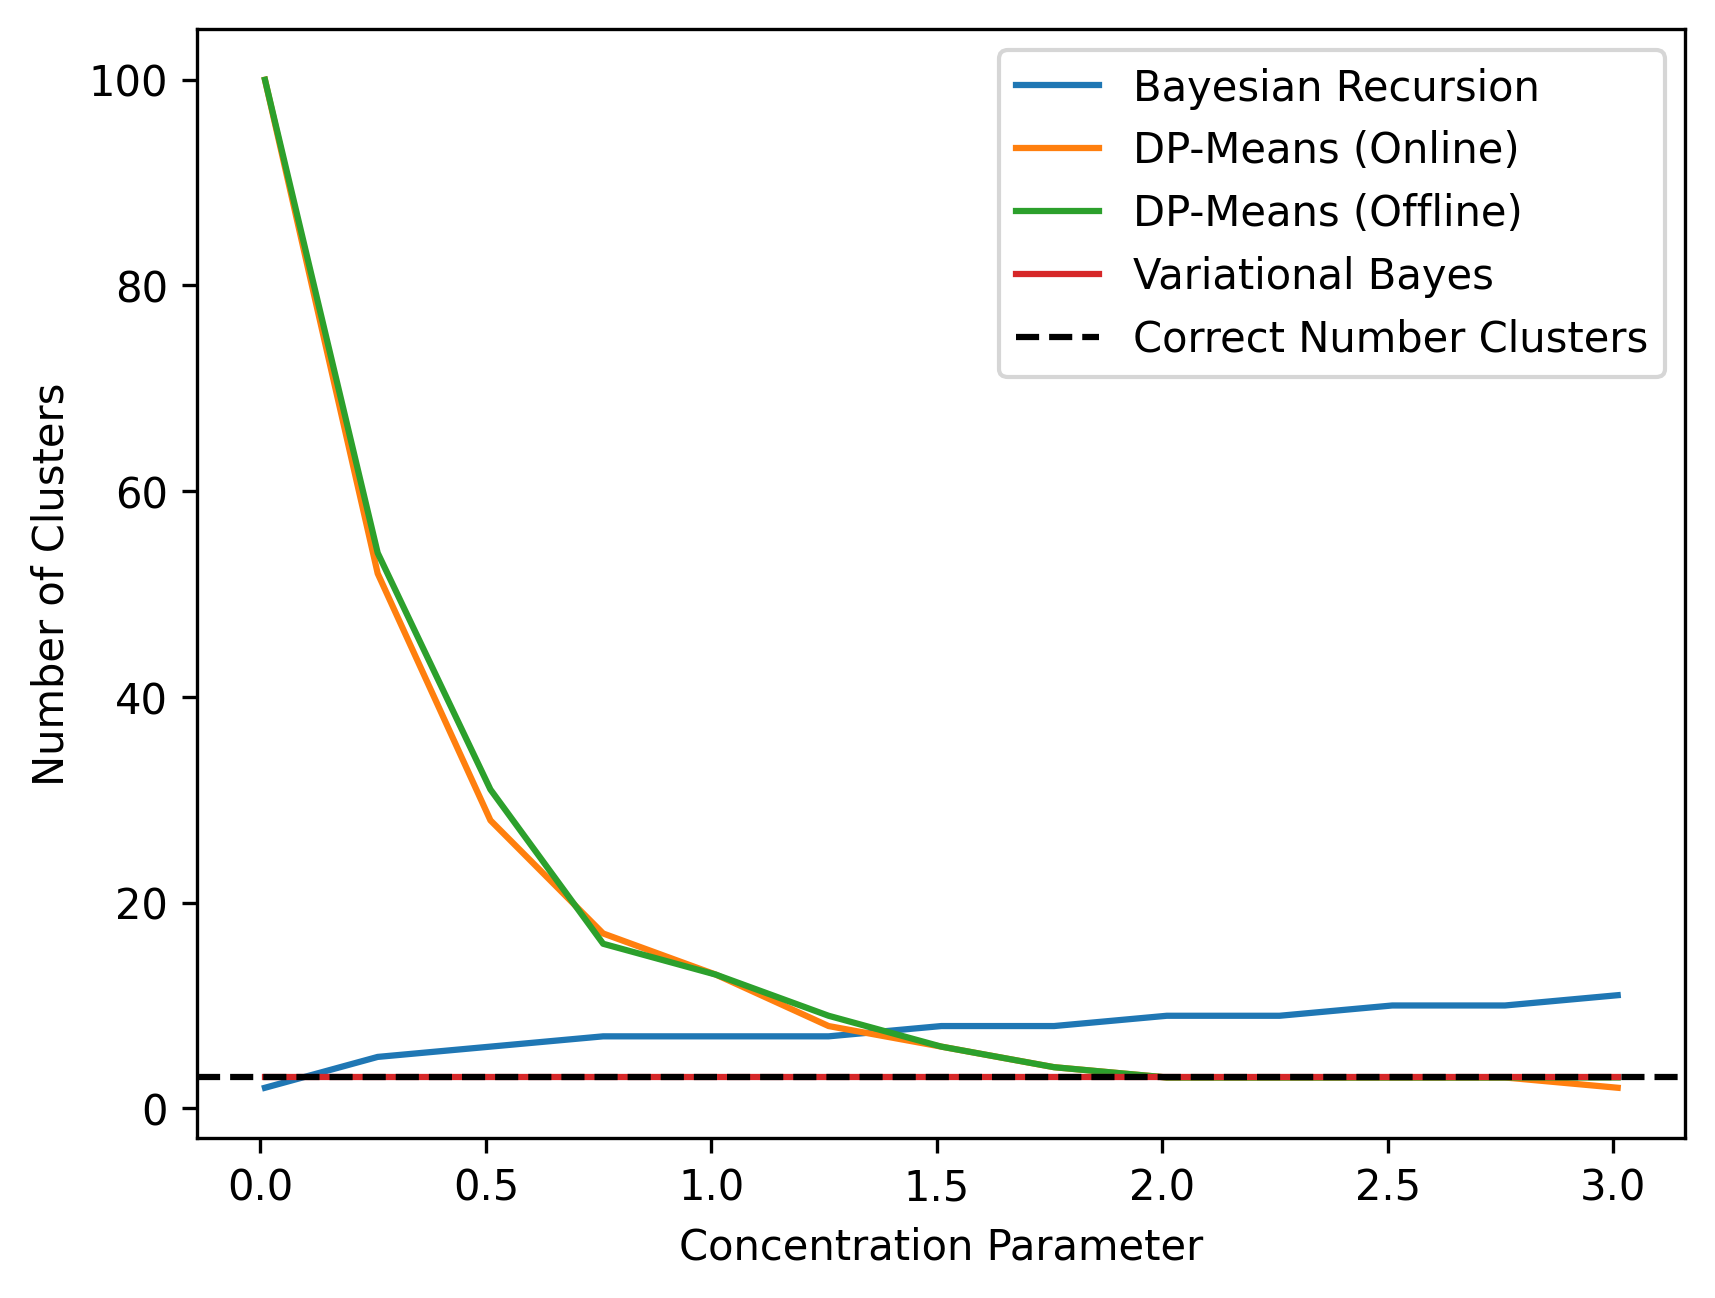 100
80
60
40
20
0
Number of Clusters
Bayesian Recursion
DP-Means (Online)
DP-Means (Offline)
Variational Bayes
Correct Number Clusters
0.0 0.5 1.0 1.5 2.0 2.5 3.0
Concentration Parameter